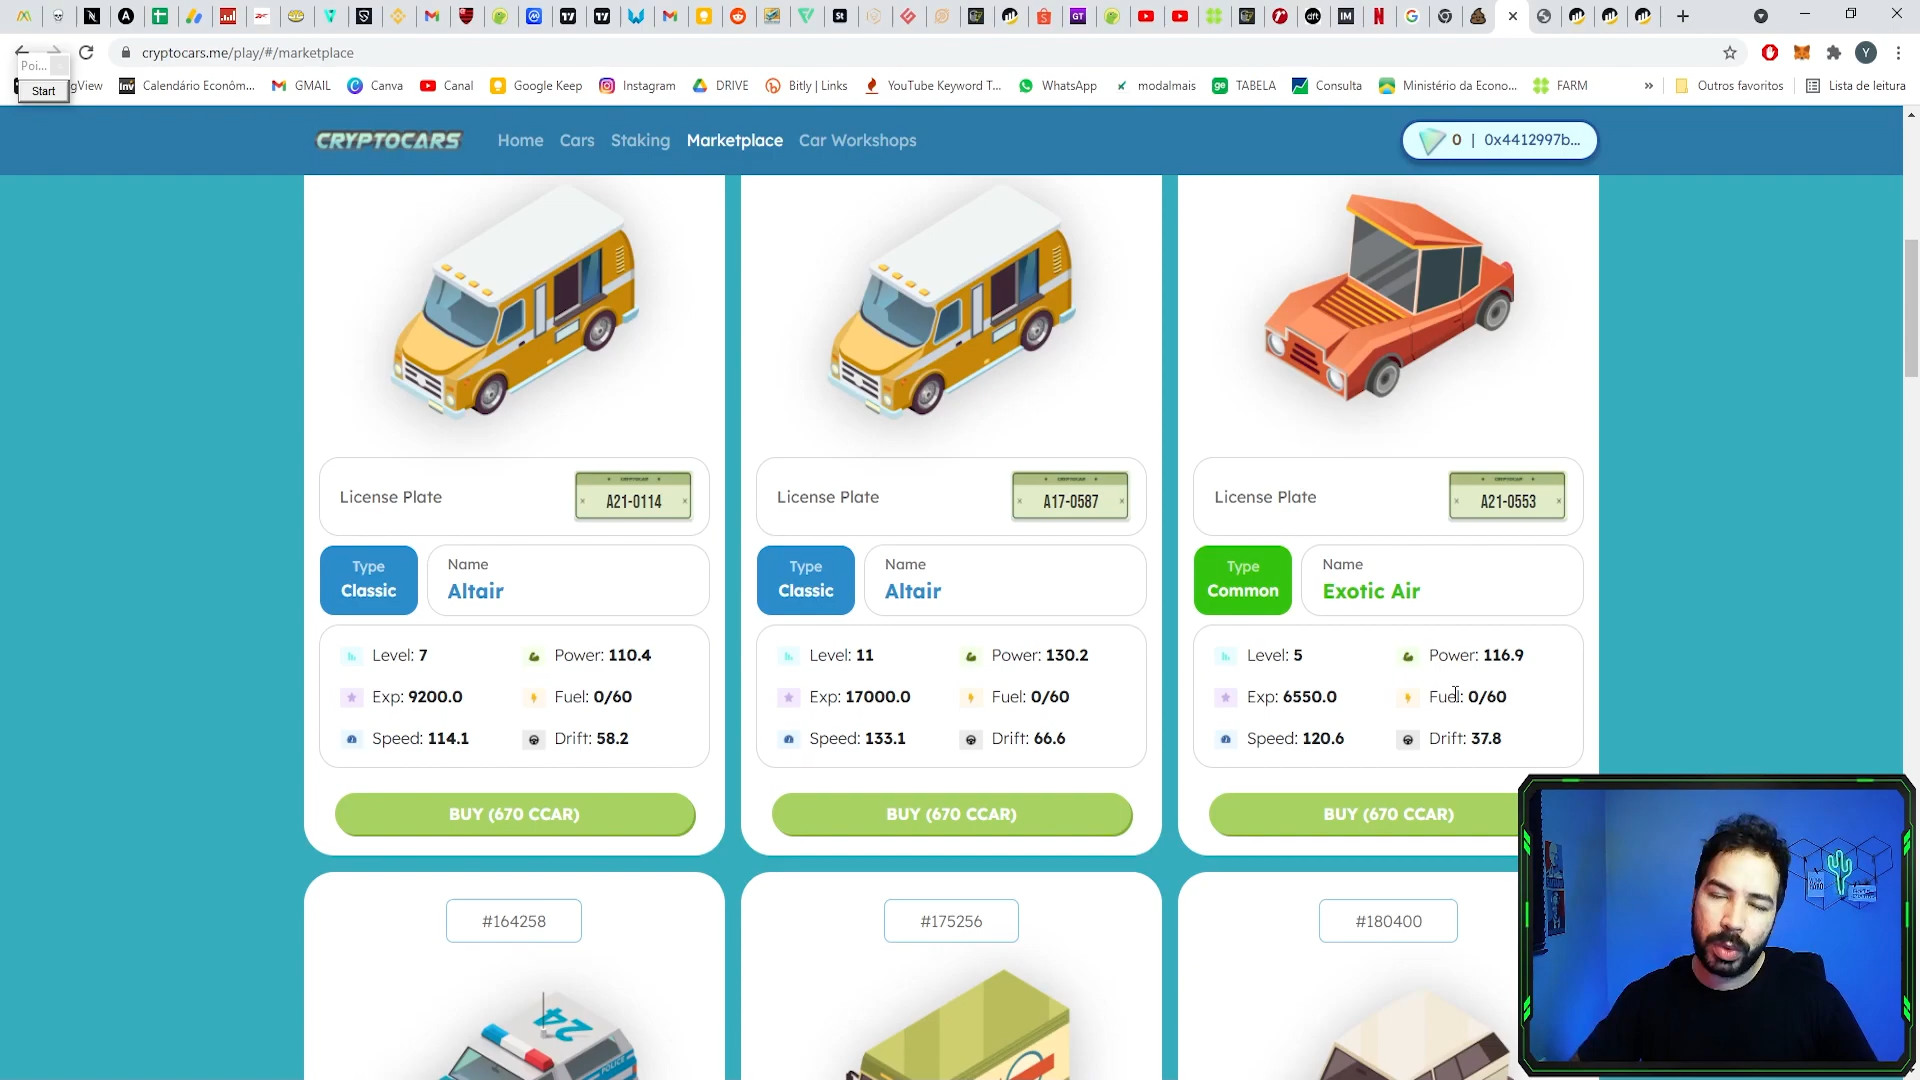 cryptocars.me/play/#/marketplace
Poi...
Start
gView
Calendário Econôm...
GMAIL
Canva
Canal
Google Keep
Instagram
DRIVE
Bitly | Links
YouTube Keyword T...
WhatsApp
modalmais
TABELA
Consulta
Ministério da Econo...
FARM
»
Outros favoritos
Lista de leitura
CRYPTOCARS
Home
Cars
Staking
Marketplace
Car Workshops
0 | 0x4412997b...
License Plate
A21-0114
Type
Classic
Name
Altair
Level: 7
Power: 110.4
Exp: 9200.0
Fuel: 0/60
Speed: 114.1
Drift: 58.2
BUY (670 CCAR)
License Plate
A17-0587
Type
Classic
Name
Altair
Level: 11
Power: 130.2
Exp: 17000.0
Fuel: 0/60
Speed: 133.1
Drift: 66.6
BUY (670 CCAR)
License Plate
A21-0553
Type
Common
Name
Exotic Air
Level: 5
Power: 116.9
Exp: 6550.0
Fuel: 0/60
Speed: 120.6
Drift: 37.8
BUY (670 CCAR)
#164258
#175256
#180400
24
POLICE